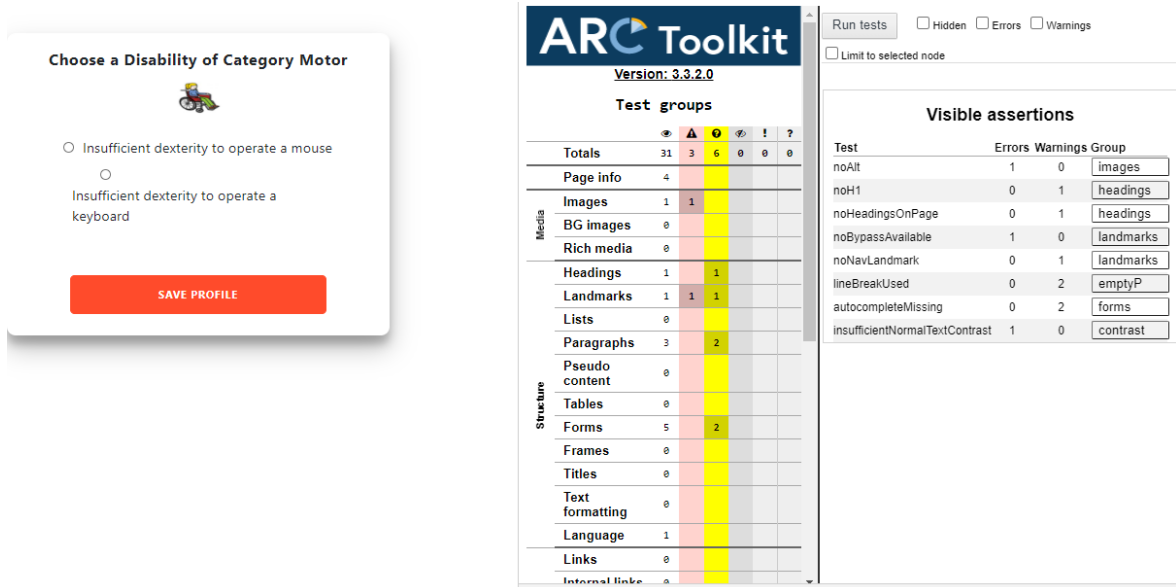 Choose a Disability of Category Motor
Insufficient dexterity to operate a mouse
Insufficient dexterity to operate a
keyboard
SAVE PROFILE
ARC Toolkit
Version: 3.3.2.0
Test groups
! ?
Totals 31 3 6 0 0 0
Page info 4
Media
Images 1 1
BG images 0
Rich media 0
Structure
Headings 1 1
Landmarks 1 1 1
Lists 0
Paragraphs 3 2
Pseudo
content 0
Tables 0
Forms 5 2
Frames 0
Titles 0
Text
formatting 0
Language 1
Links 0
Internal links 0
Run tests Hidden Errors Warnings
Limit to selected node
Visible assertions
Test Errors Warnings Group
noAlt 1 0 images
noH1 0 1 headings
noHeadingsOnPage 0 1 headings
noBypassAvailable 1 0 landmarks
noNavLandmark 0 1 landmarks
lineBreakUsed 0 2 emptyP
autocompleteMissing 0 2 forms
insufficientNormalTextContrast 1 0 contrast